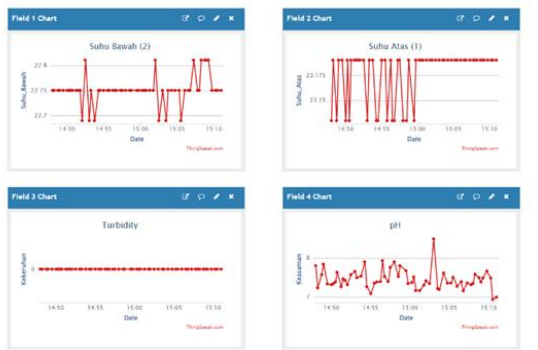 Field 1 Chart
Suhu Bawah (2)
Suhu_Bawah
22.8
22.75
22.7
14:50 14:55 15:00 15:05 15:10
Date
ThingSpeak.com
Field 2 Chart
Suhu Atas (1)
Suhu_Atas
23.175
23.15
14:50 14:55 15:00 15:05 15:10
Date
ThingSpeak.com
Field 3 Chart
Turbidity
Kekeruhan
0
14:50 14:55 15:00 15:05 15:10
Date
ThingSpeak.com
Field 4 Chart
pH
Keasaman
8
7
14:50 14:55 15:00 15:05 15:10
Date
ThingSpeak.com